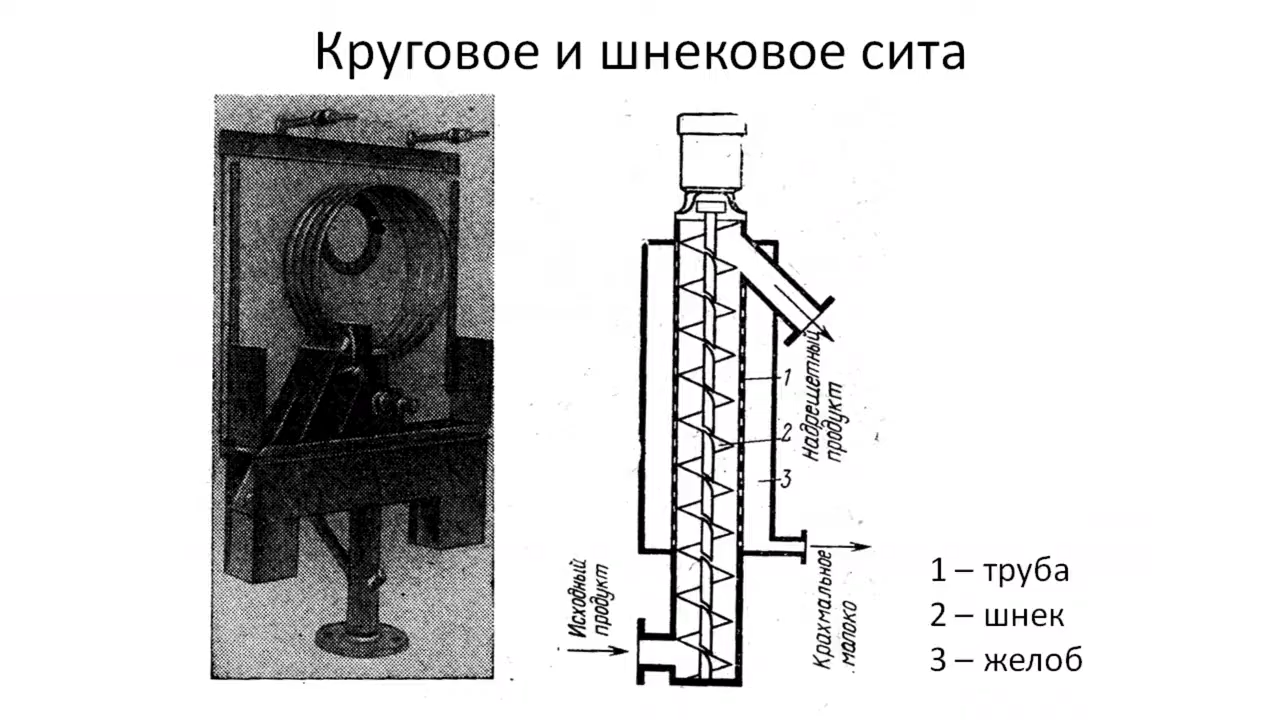 Круговое и шнековое сита
1
2
3
Надрешетный
продукт
Исходный
продукт
Крахмальное
молоко
1 – труба
2 – шнек
3 – желоб